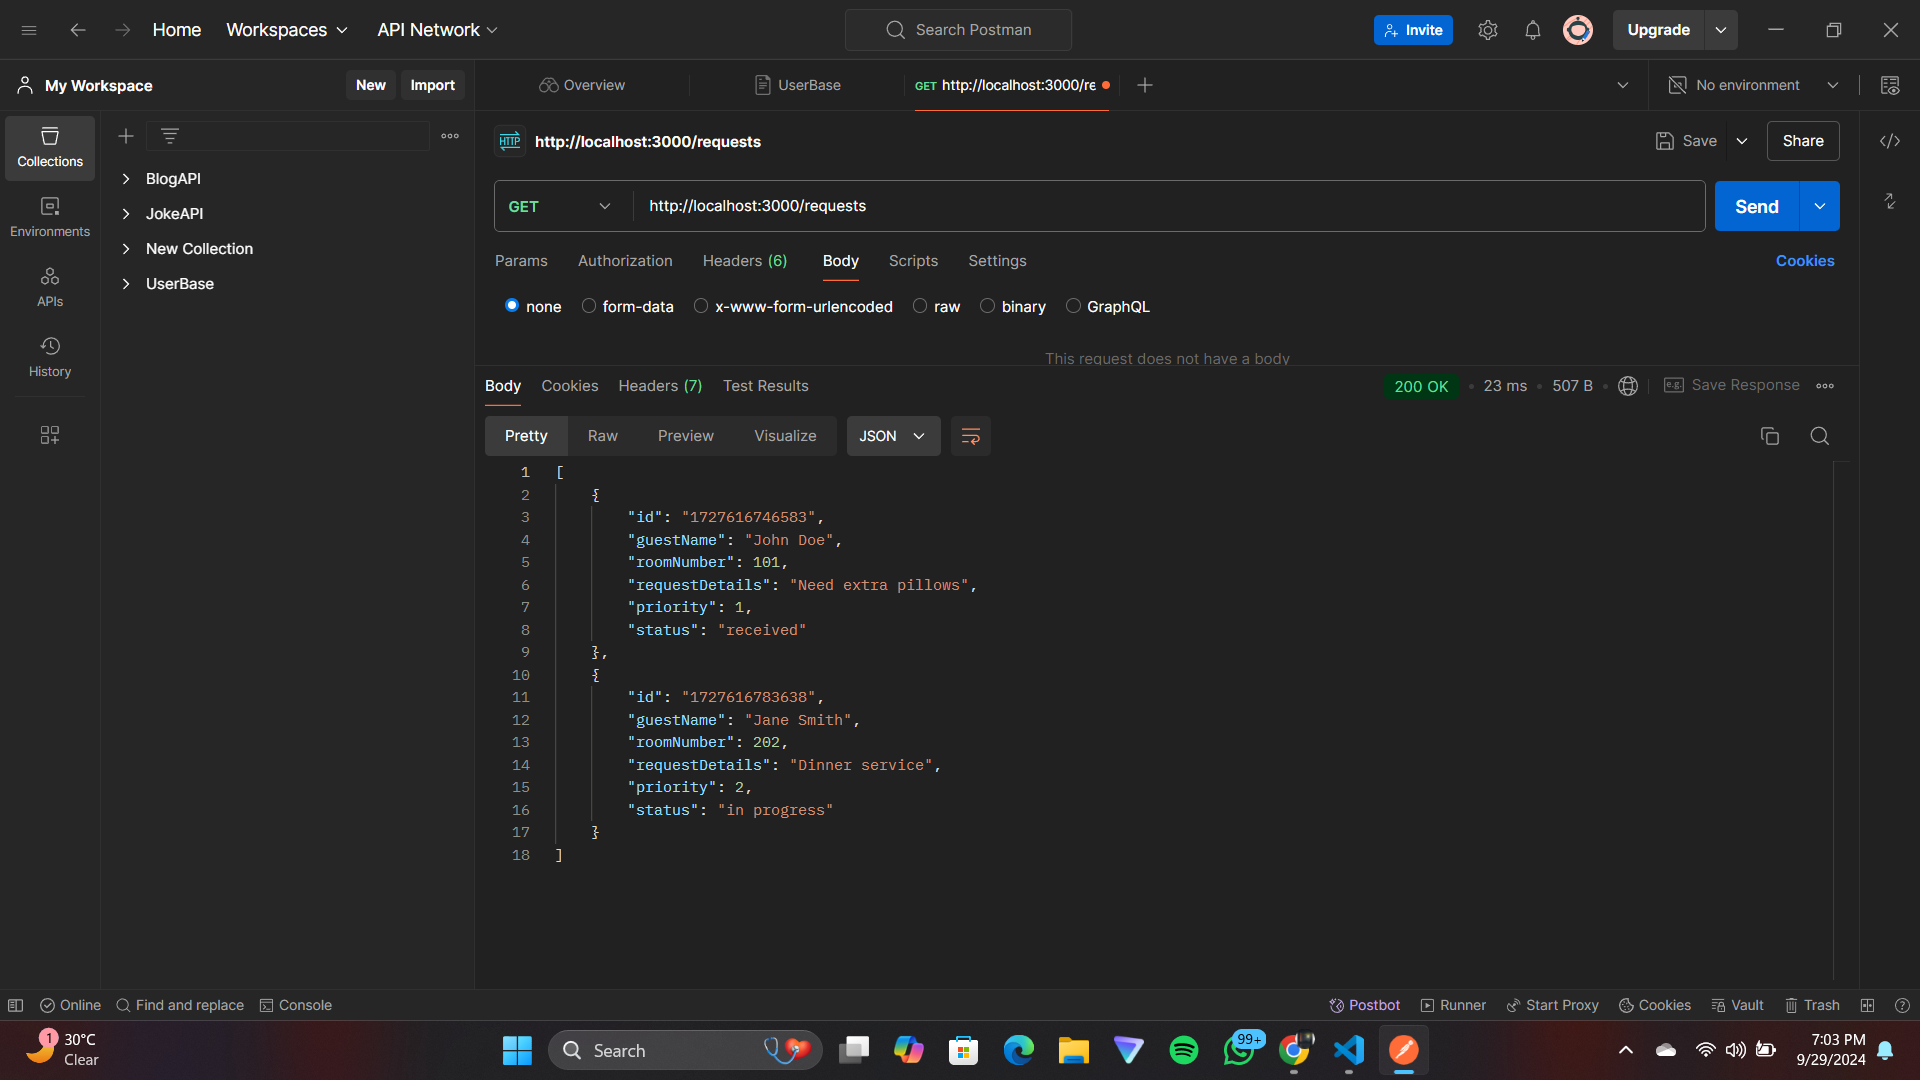 Home Workspaces API Network Search Postman Invite Upgrade
My Workspace New Import Overview UserBase GET http://localhost:3000/re No environment
HTTP http://localhost:3000/requests Save Share
Collections
BlogAPI
JokeAPI
New Collection
UserBase
Environments
APIs
History
GET http://localhost:3000/requests Send
Params Authorization Headers (6) Body Scripts Settings Cookies
none form-data x-www-form-urlencoded raw binary GraphQL
This request does not have a body
Body Cookies Headers (7) Test Results 200 OK 23 ms 507 B e.g. Save Response
Pretty Raw Preview Visualize JSON
1 [
2 {
3 "id": "1727616746583",
4 "guestName": "John Doe",
5 "roomNumber": 101,
6 "requestDetails": "Need extra pillows",
7 "priority": 1,
8 "status": "received"
9 },
10 {
11 "id": "1727616783638",
12 "guestName": "Jane Smith",
13 "roomNumber": 202,
14 "requestDetails": "Dinner service",
15 "priority": 2,
16 "status": "in progress"
17 }
18 ]
Online Find and replace Console Postbot Runner Start Proxy Cookies Vault Trash
1 30°C
Clear
Search
99+
7:03 PM
9/29/2024